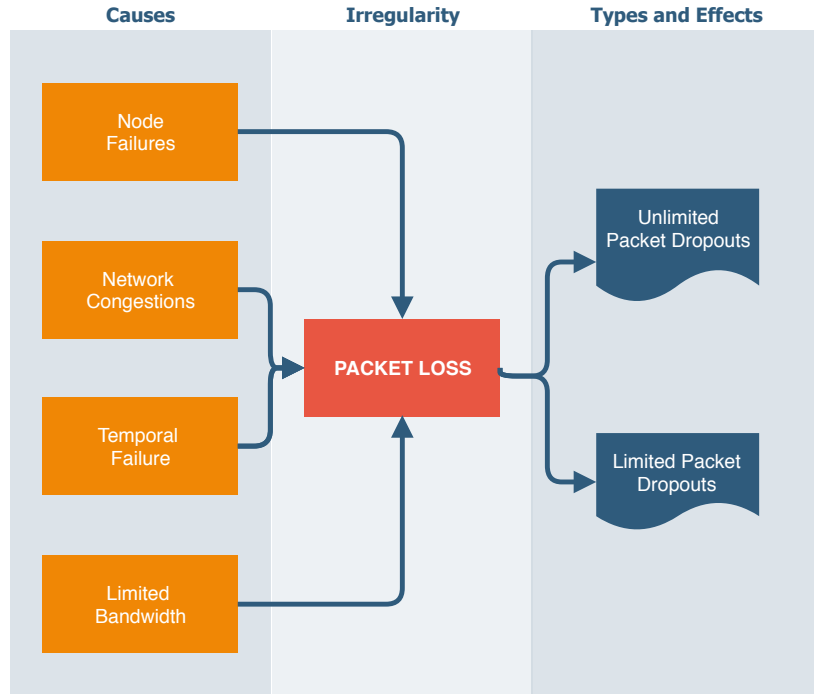 Causes
Irregularity
Types and Effects
Node
Failures
Network
Congestions
Temporal
Failure
Limited
Bandwidth
PACKET LOSS
Unlimited
Packet Dropouts
Limited Packet
Dropouts